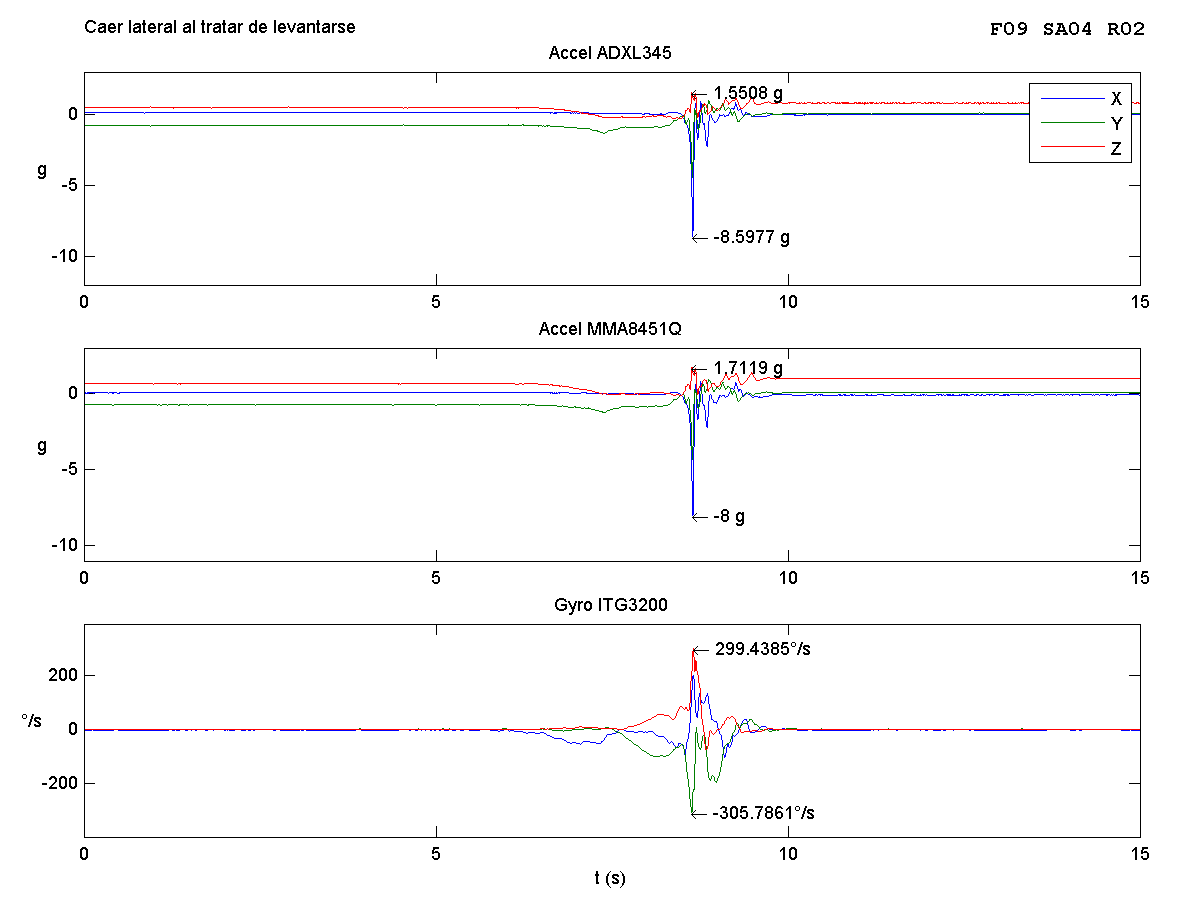 Caer lateral al tratar de levantarse
F09 SA04 R02
Accel ADXL345
1.5508 g
X
Y
Z
0
-5
-10
g
-8.5977 g
0 5 10 15
Accel MMA8451Q
1.7119 g
0
-5
-10
g
-8 g
0 5 10 15
Gyro ITG3200
299.4385°/s
200
0
-200
°/s
-305.7861°/s
0 5 10 15
t (s)